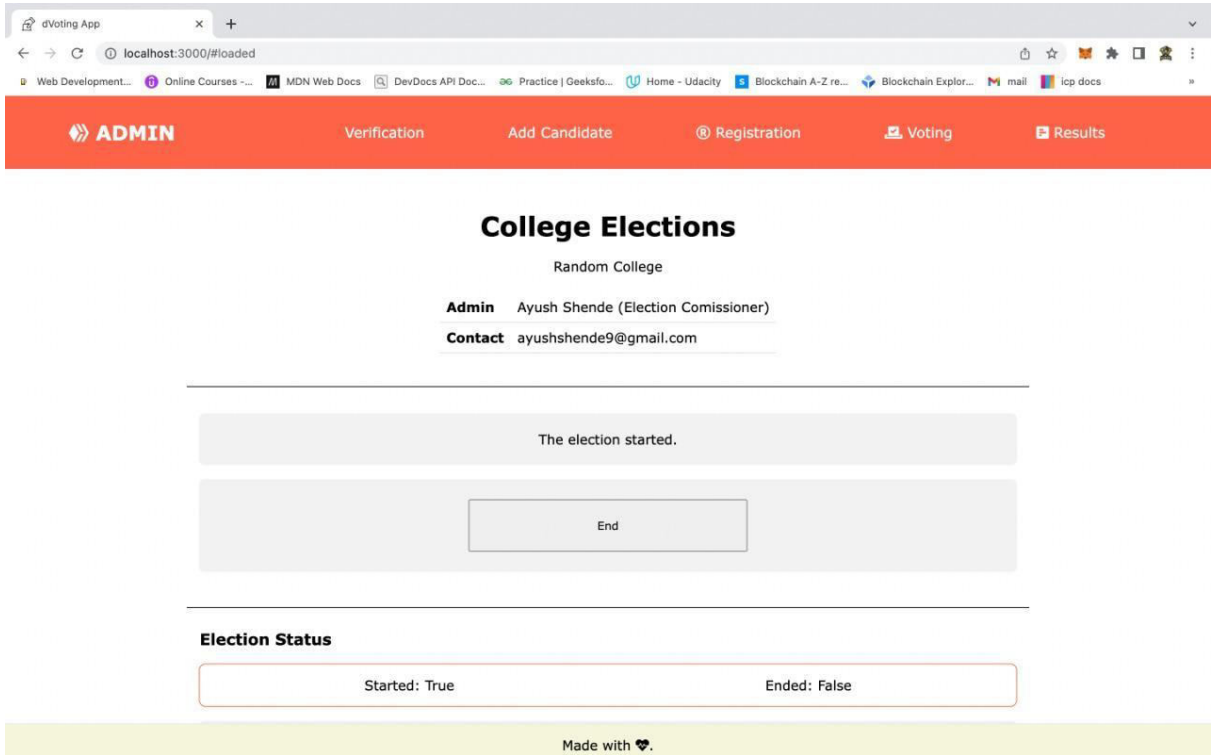 dVoting App
localhost:3000/#loaded
Web Development... Online Courses -... MDN Web Docs DevDocs API Doc... Practice | Geeksfo... Home - Udacity Blockchain A-Z re... Blockchain Explor... mail icp docs
ADMIN Verification Add Candidate Registration Voting Results
College Elections
Random College
Admin Ayush Shende (Election Comissioner)
Contact ayushshende9@gmail.com
The election started.
End
Election Status
Started: True Ended: False
Made with .